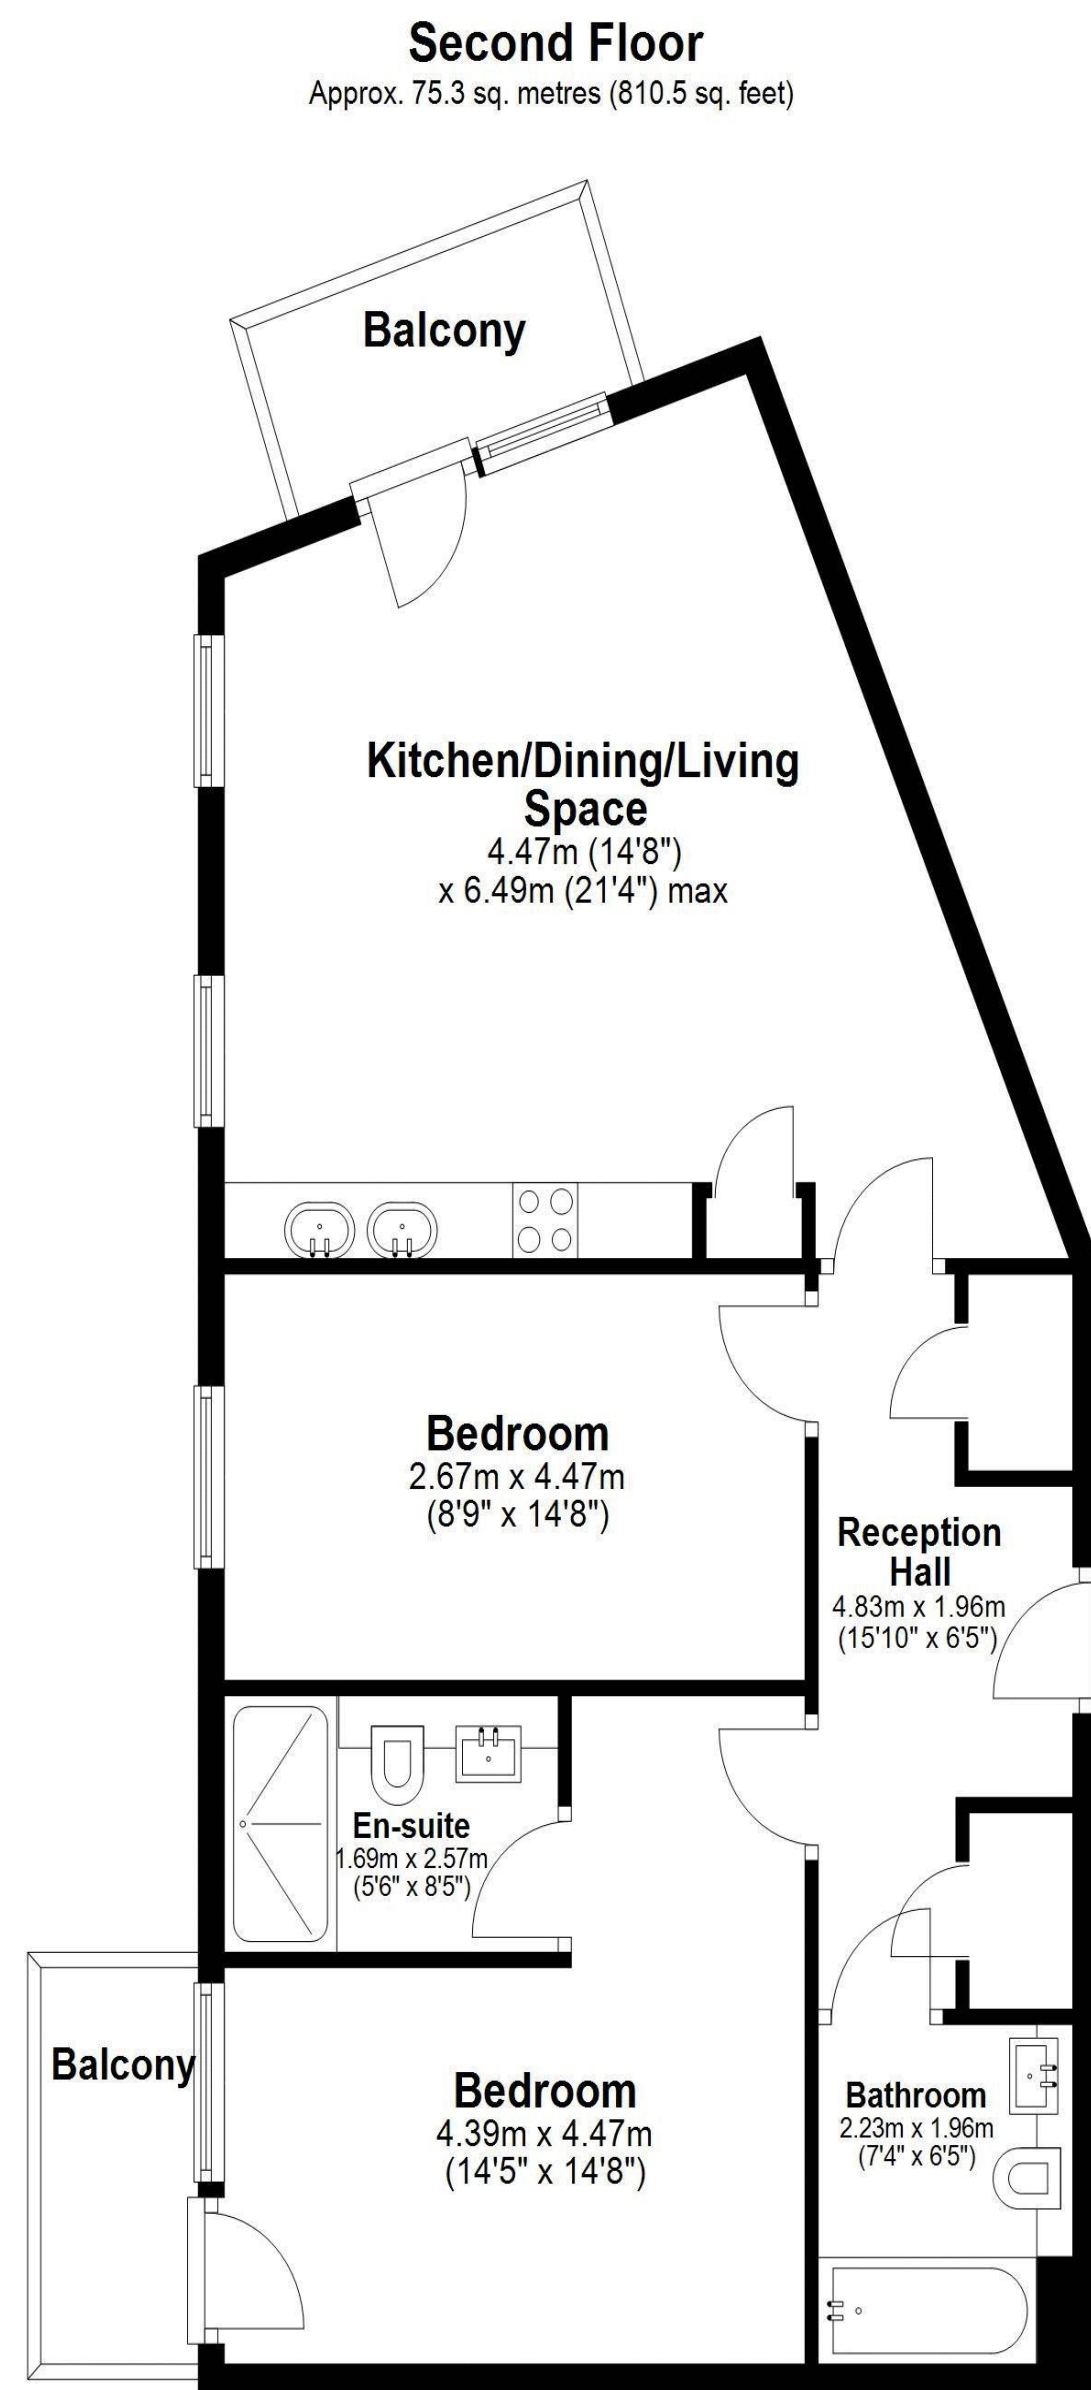 Second Floor
Approx. 75.3 sq. metres (810.5 sq. feet)
Balcony
Kitchen/Dining/Living
Space
4.47m (14'8")
x 6.49m (21'4") max
Bedroom
2.67m x 4.47m
(8'9" x 14'8")
Reception
Hall
4.83m x 1.96m
(15'10" x 6'5")
En-suite
1.69m x 2.57m
(5'6" x 8'5")
Balcony
Bedroom
4.39m x 4.47m
(14'5" x 14'8")
Bathroom
2.23m x 1.96m
(7'4" x 6'5")